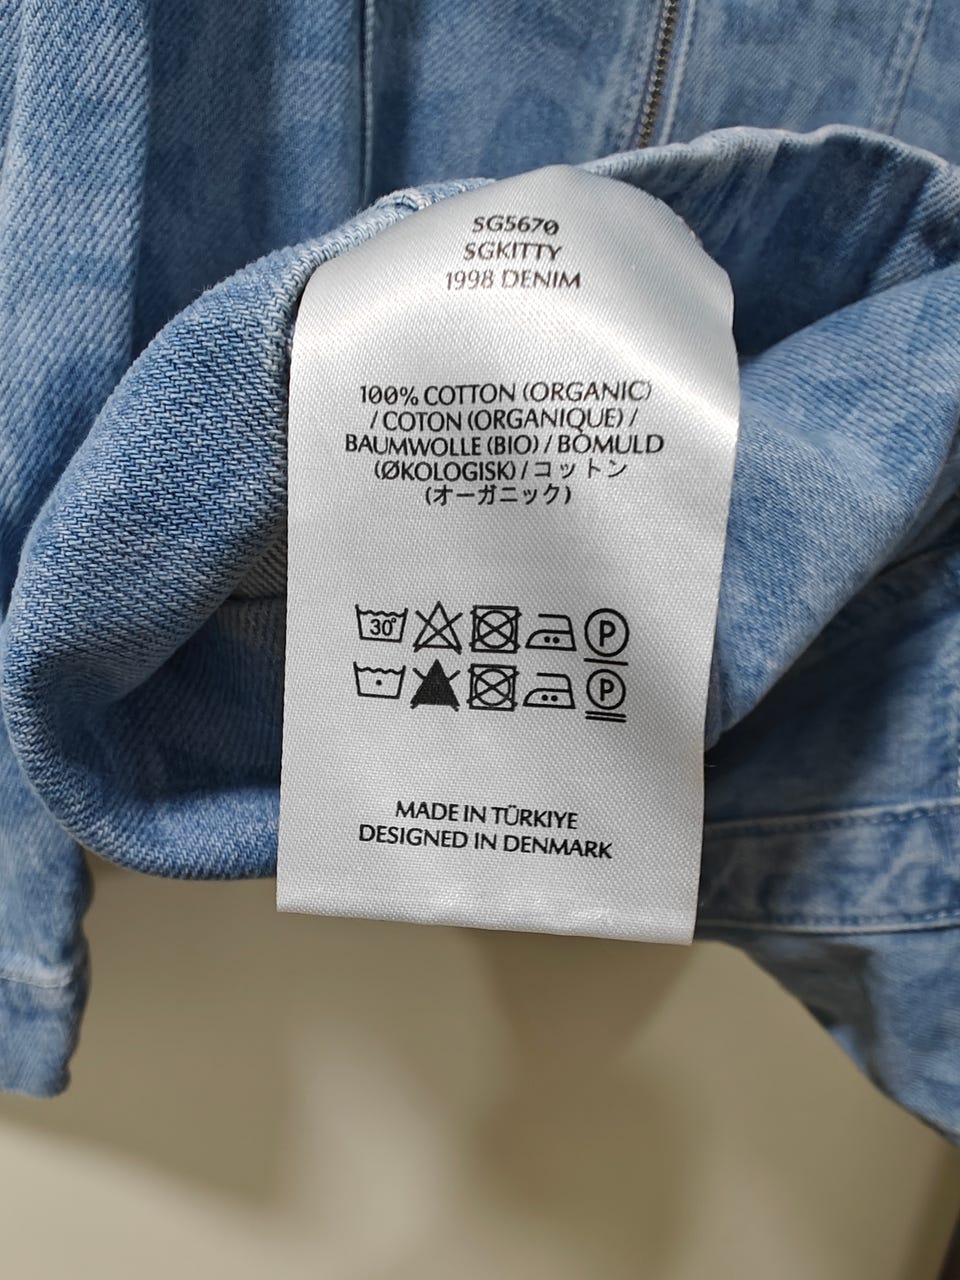 SG5670
SGKITTY
1998 DENIM
100% COTTON (ORGANIC)
/ COTON (ORGANIQUE) /
BAUMWOLLE (BIO) / BOMULD
(ØKOLOGISK) / コットン
(オーガニック)
30°
P
P
MADE IN TÜRKIYE
DESIGNED IN DENMARK